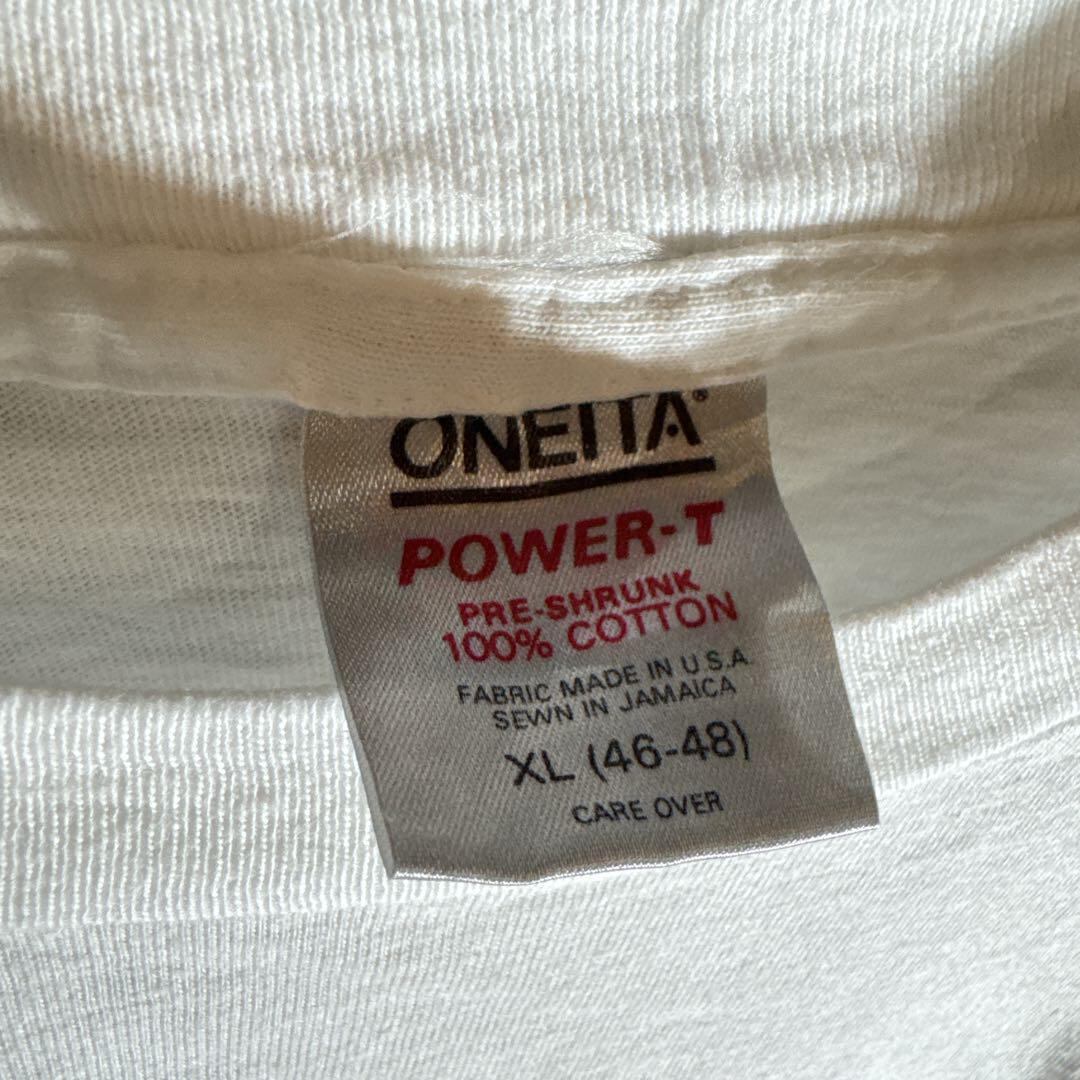 ONEITA®
POWER-T
PRE-SHRUNK
100% COTTON
FABRIC MADE IN U.S.A.
SEWN IN JAMAICA
XL (46-48)
CARE OVER